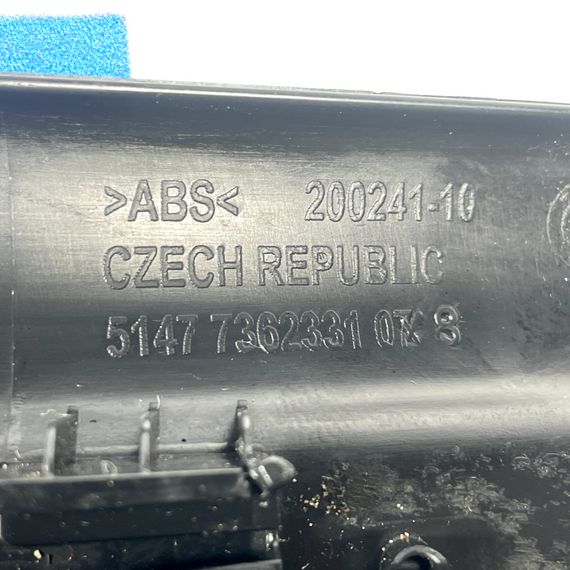 >ABS< 200241-10
CZECH REPUBLIC
5147 7362331 8